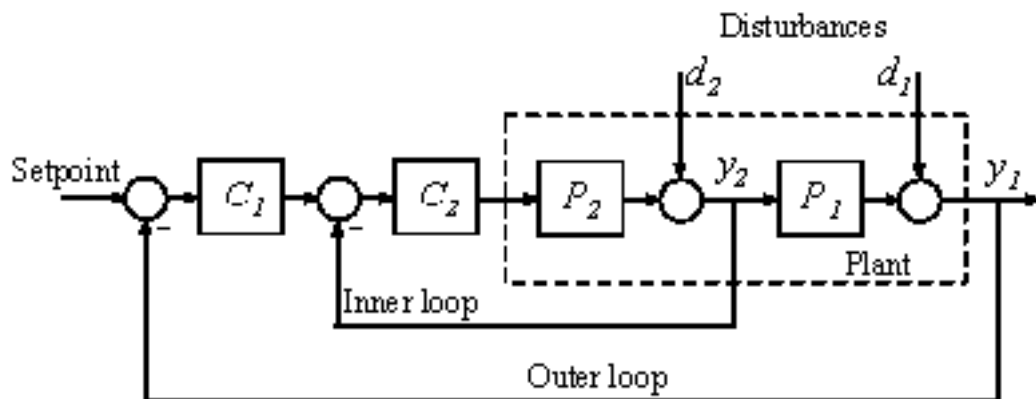 Disturbances
d2 d1
Setpoint
C1 C2 P2 y2 P1 y1
- -
Plant
Inner loop
Outer loop